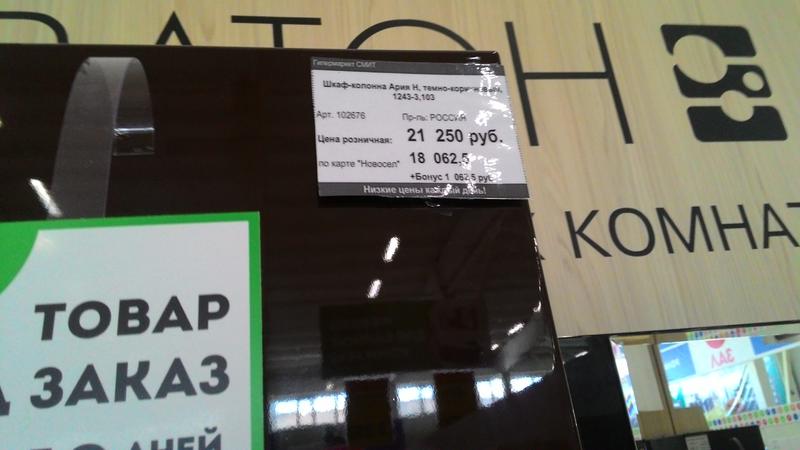 АТОН
Гипермаркет СМИТ
Шкаф-колонна Ария Н, темно-коричневый,
1243-3,103
Арт. 102676 Пр-ль: РОССИЯ
Цена розничная: 21 250 руб.
по карте "Новосел" 18 062,5
+Бонус 1 062,5 руб.
Низкие цены каждый день!
КОМНАТ
ТОВАР
ЗАКАЗ
ДНЕЙ